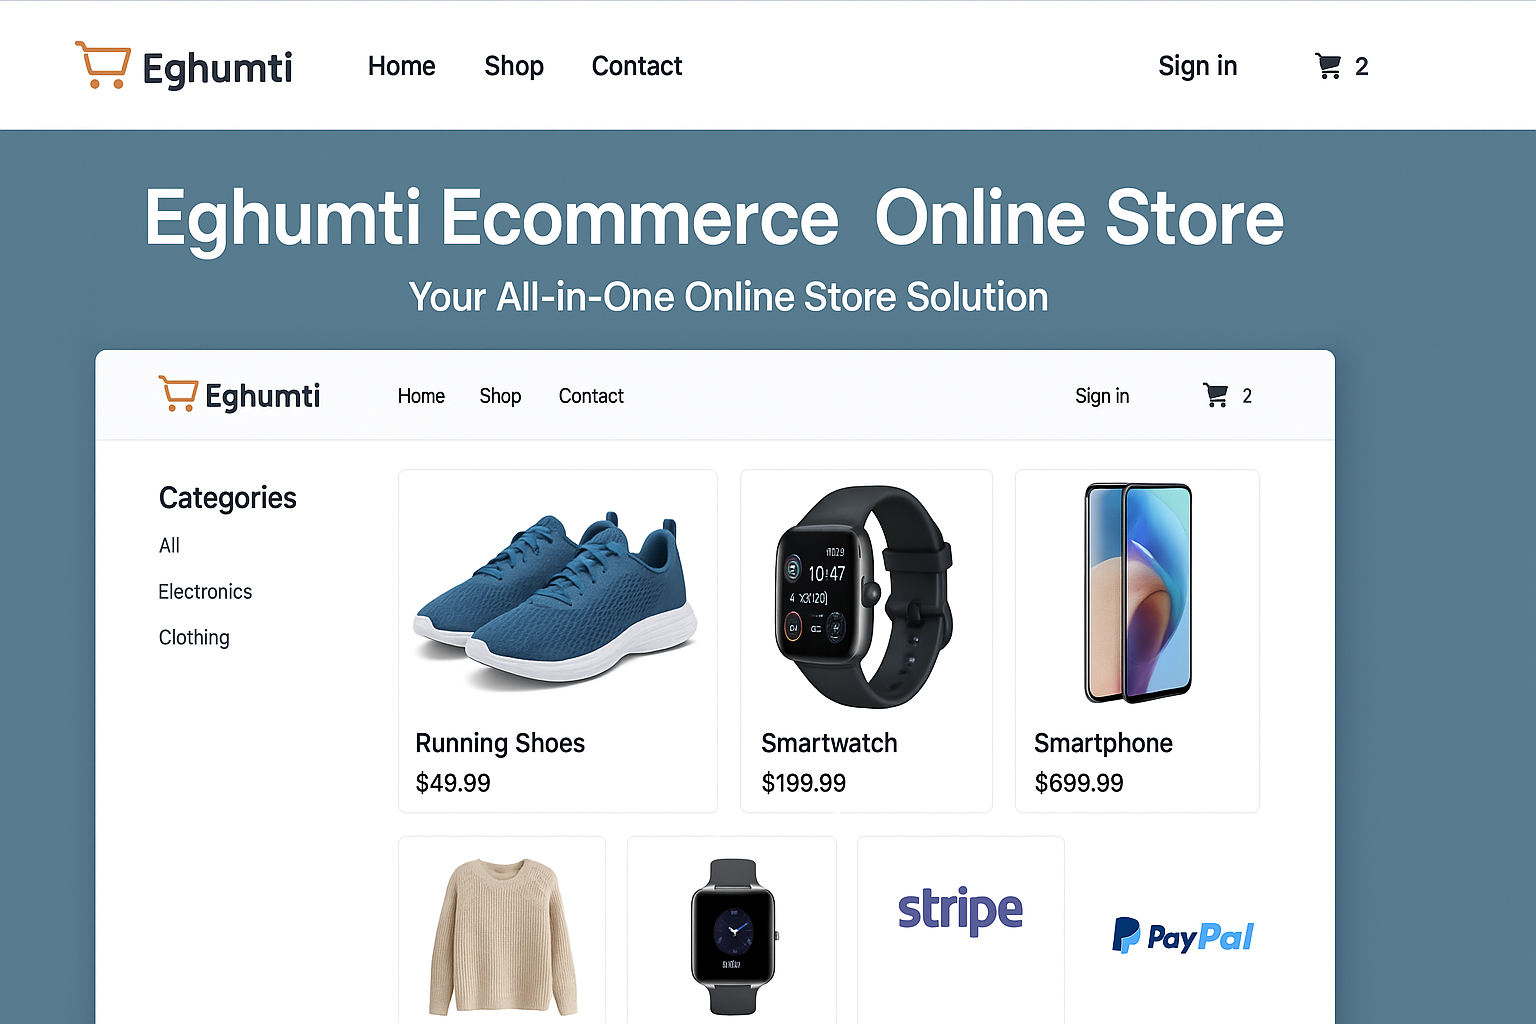 Eghumti Home Shop Contact Sign in 2
Eghumti Ecommerce Online Store
Your All-in-One Online Store Solution
Eghumti Home Shop Contact Sign in 2
Categories
All
Electronics
Clothing
10:47
Running Shoes
$49.99
Smartwatch
$199.99
Smartphone
$699.99
stripe
PayPal